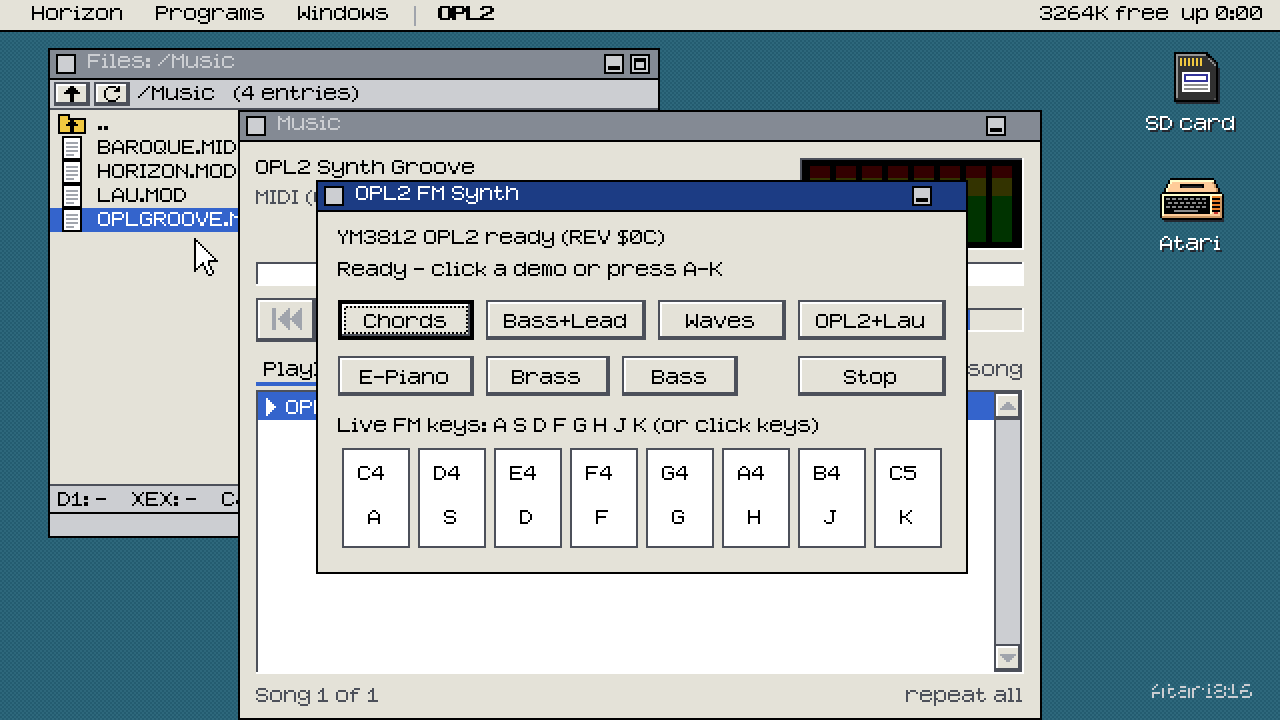 Horizon Programs Windows | OPL2 3264K free up 0:00
Files: /Music
/Music (4 entries)
..
BAROQUE.MID
HORIZON.MOD
LAU.MOD
OPLGROOVE.M
D1: - XEX: -
Music
OPL2 Synth Groove
MIDI
OPL2 FM Synth
YM3812 OPL2 ready (REV $0C)
Ready - click a demo or press A-K
Chords Bass+Lead Waves OPL2+Lau
E-Piano Brass Bass Stop
Live FM keys: A S D F G H J K (or click keys)
C4 D4 E4 F4 G4 A4 B4 C5
A S D F G H J K
song
Song 1 of 1 repeat all
SD card
Atari
Atari816